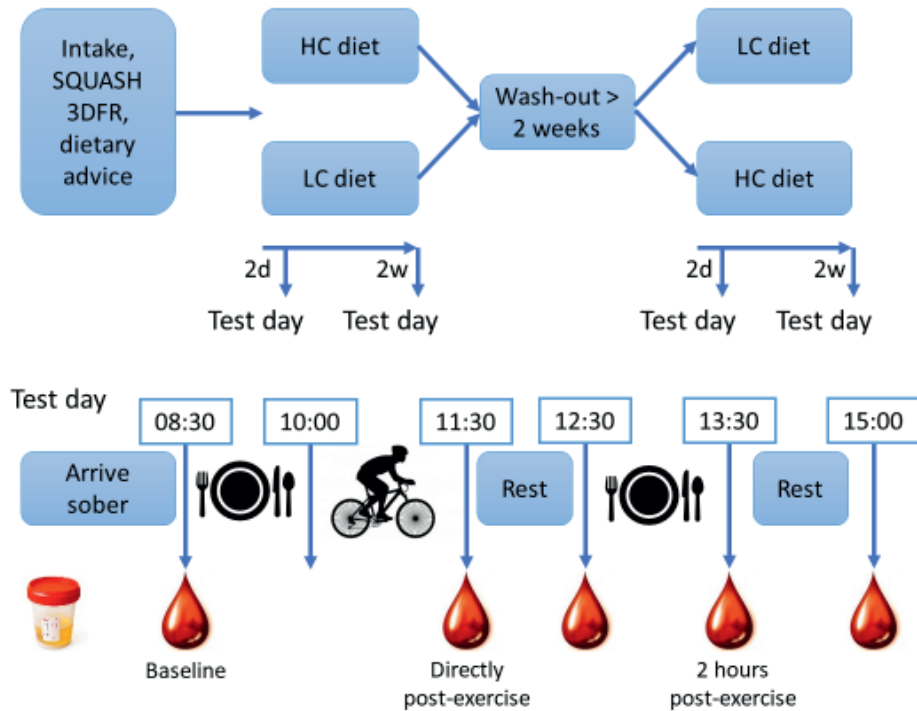 Intake,
SQUASH
3DFR,
dietary
advice
HC diet
LC diet
Wash-out >
2 weeks
LC diet
HC diet
2d
2w
Test day
Test day
2d
2w
Test day
Test day
Test day
08:30
10:00
11:30
12:30
13:30
15:00
Arrive
sober
Rest
Rest
Baseline
Directly
post-exercise
2 hours
post-exercise